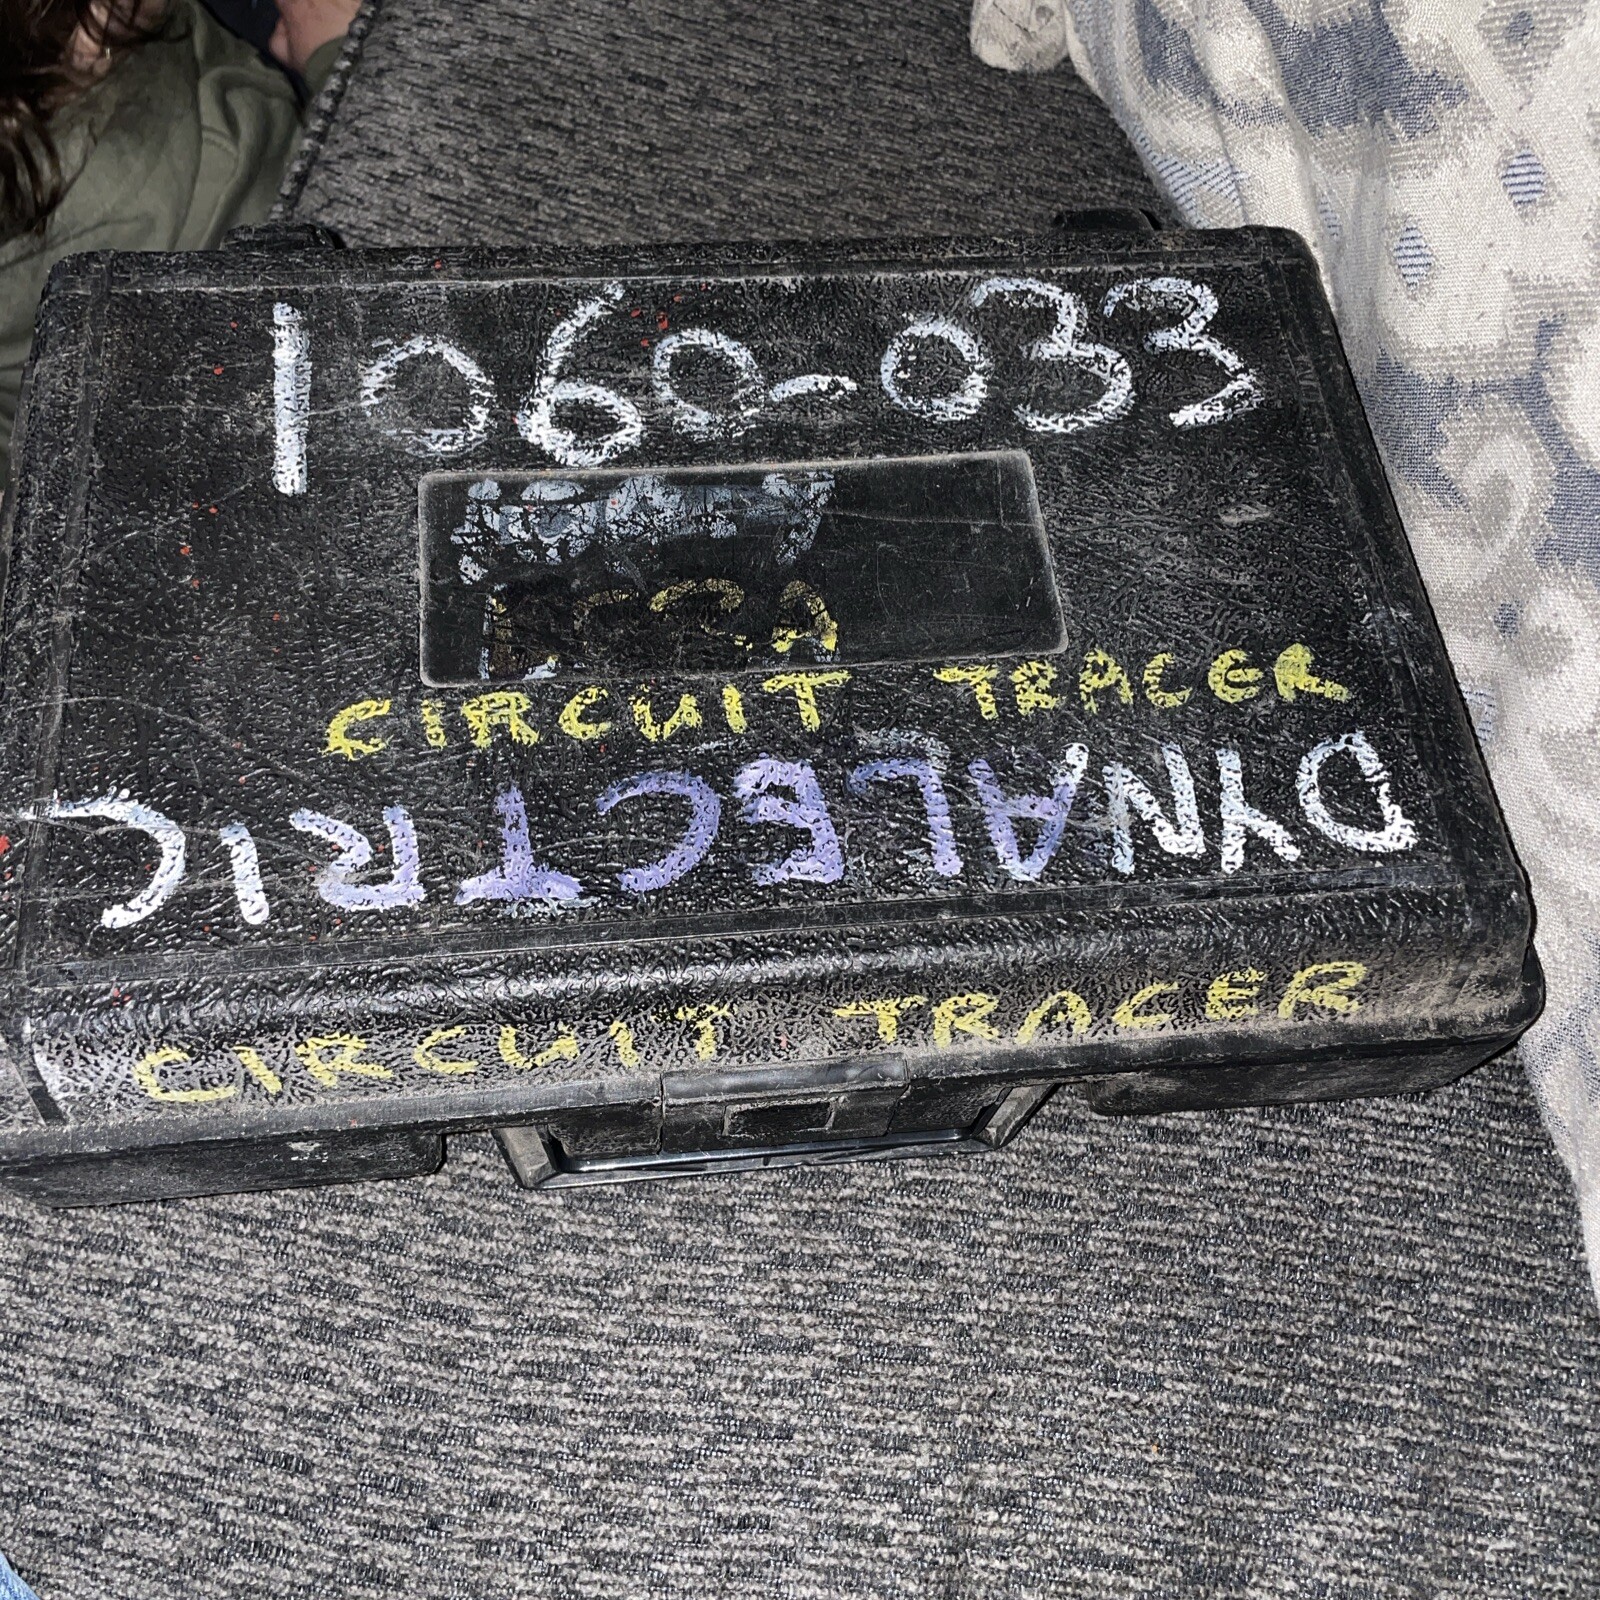 1060-033
CIRCUIT TRACER
DYNALECTRIC
CIRCUIT TRACER